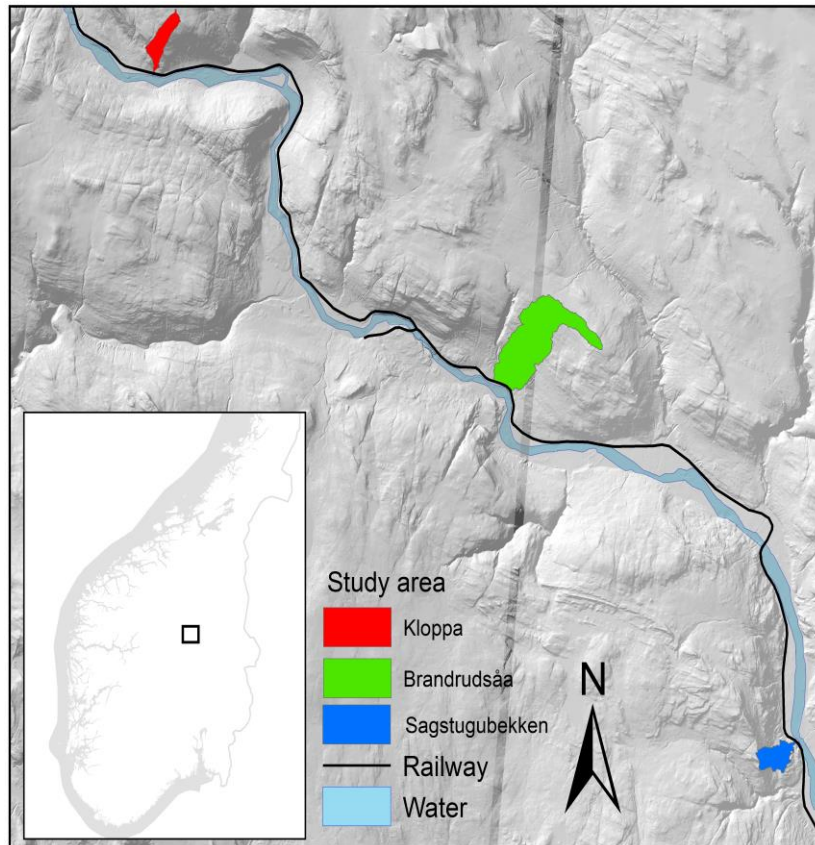 Study area
Kloppa
Brandrudsåa
Sagstugubekken
Railway
Water
N